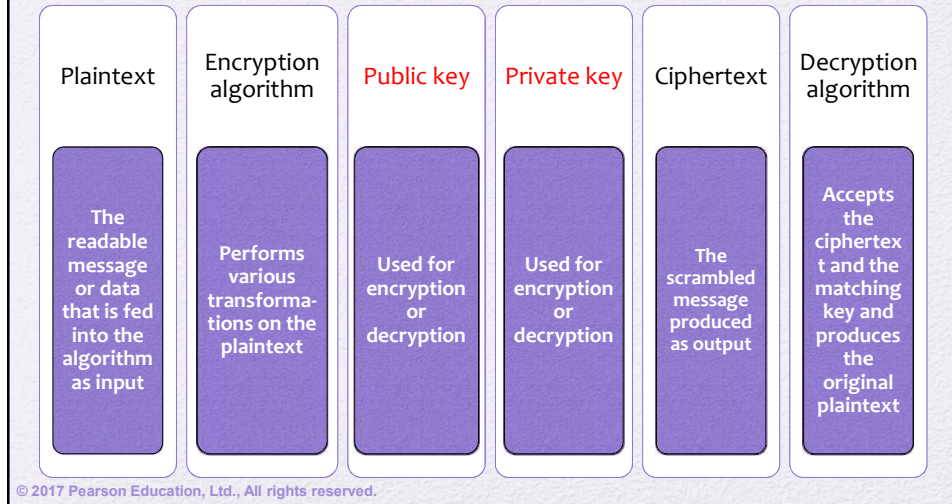 Plaintext
The
readable
message
or data
that is fed
into the
algorithm
as input
Encryption
algorithm
Performs
various
transforma-
tions on the
plaintext
Public key
Used for
encryption
or
decryption
Private key
Used for
encryption
or
decryption
Ciphertext
The
scrambled
message
produced
as output
Decryption
algorithm
Accepts
the
ciphertex
t and the
matching
key and
produces
the
original
plaintext
© 2017 Pearson Education, Ltd., All rights reserved.